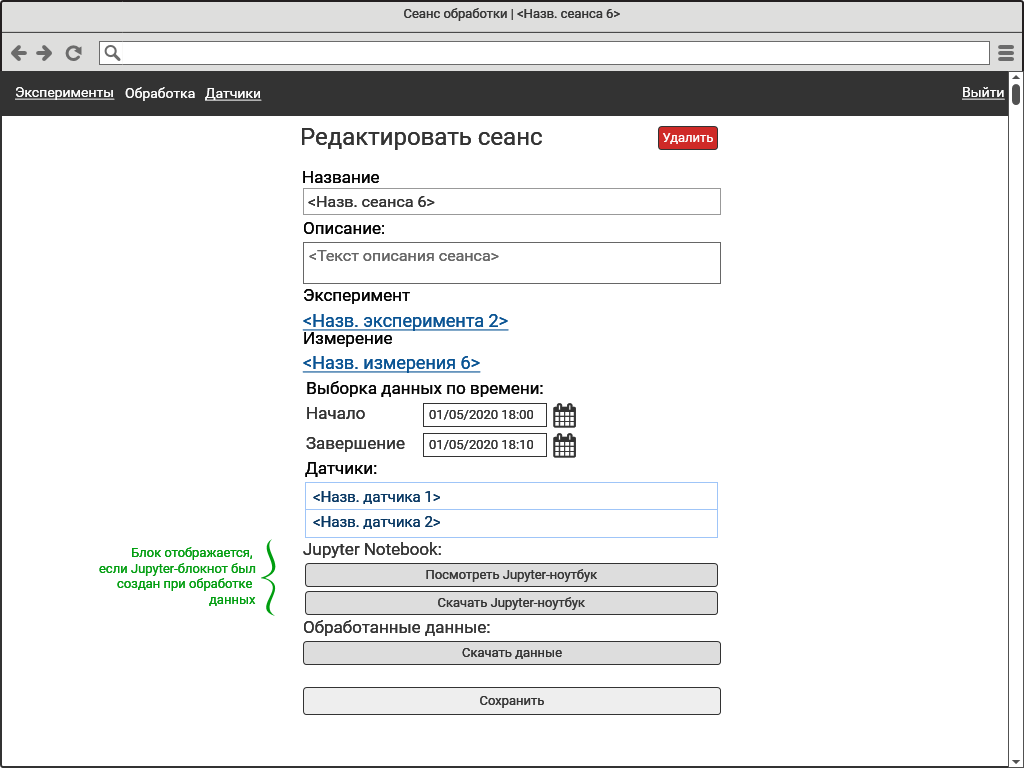 Сеанс обработки | <Назв. сеанса 6>
Эксперименты Обработка Датчики Выйти
Редактировать сеанс
Удалить
Название
<Назв. сеанса 6>
Описание:
<Текст описания сеанса>
Эксперимент
<Назв. эксперимента 2>
Измерение
<Назв. измерения 6>
Выборка данных по времени:
Начало 01/05/2020 18:00
Завершение 01/05/2020 18:10
Датчики:
<Назв. датчика 1>
<Назв. датчика 2>
Блок отображается,
если Jupyter-блокнот был
создан при обработке
данных
Jupyter Notebook:
Посмотреть Jupyter-ноутбук
Скачать Jupyter-ноутбук
Обработанные данные:
Скачать данные
Сохранить